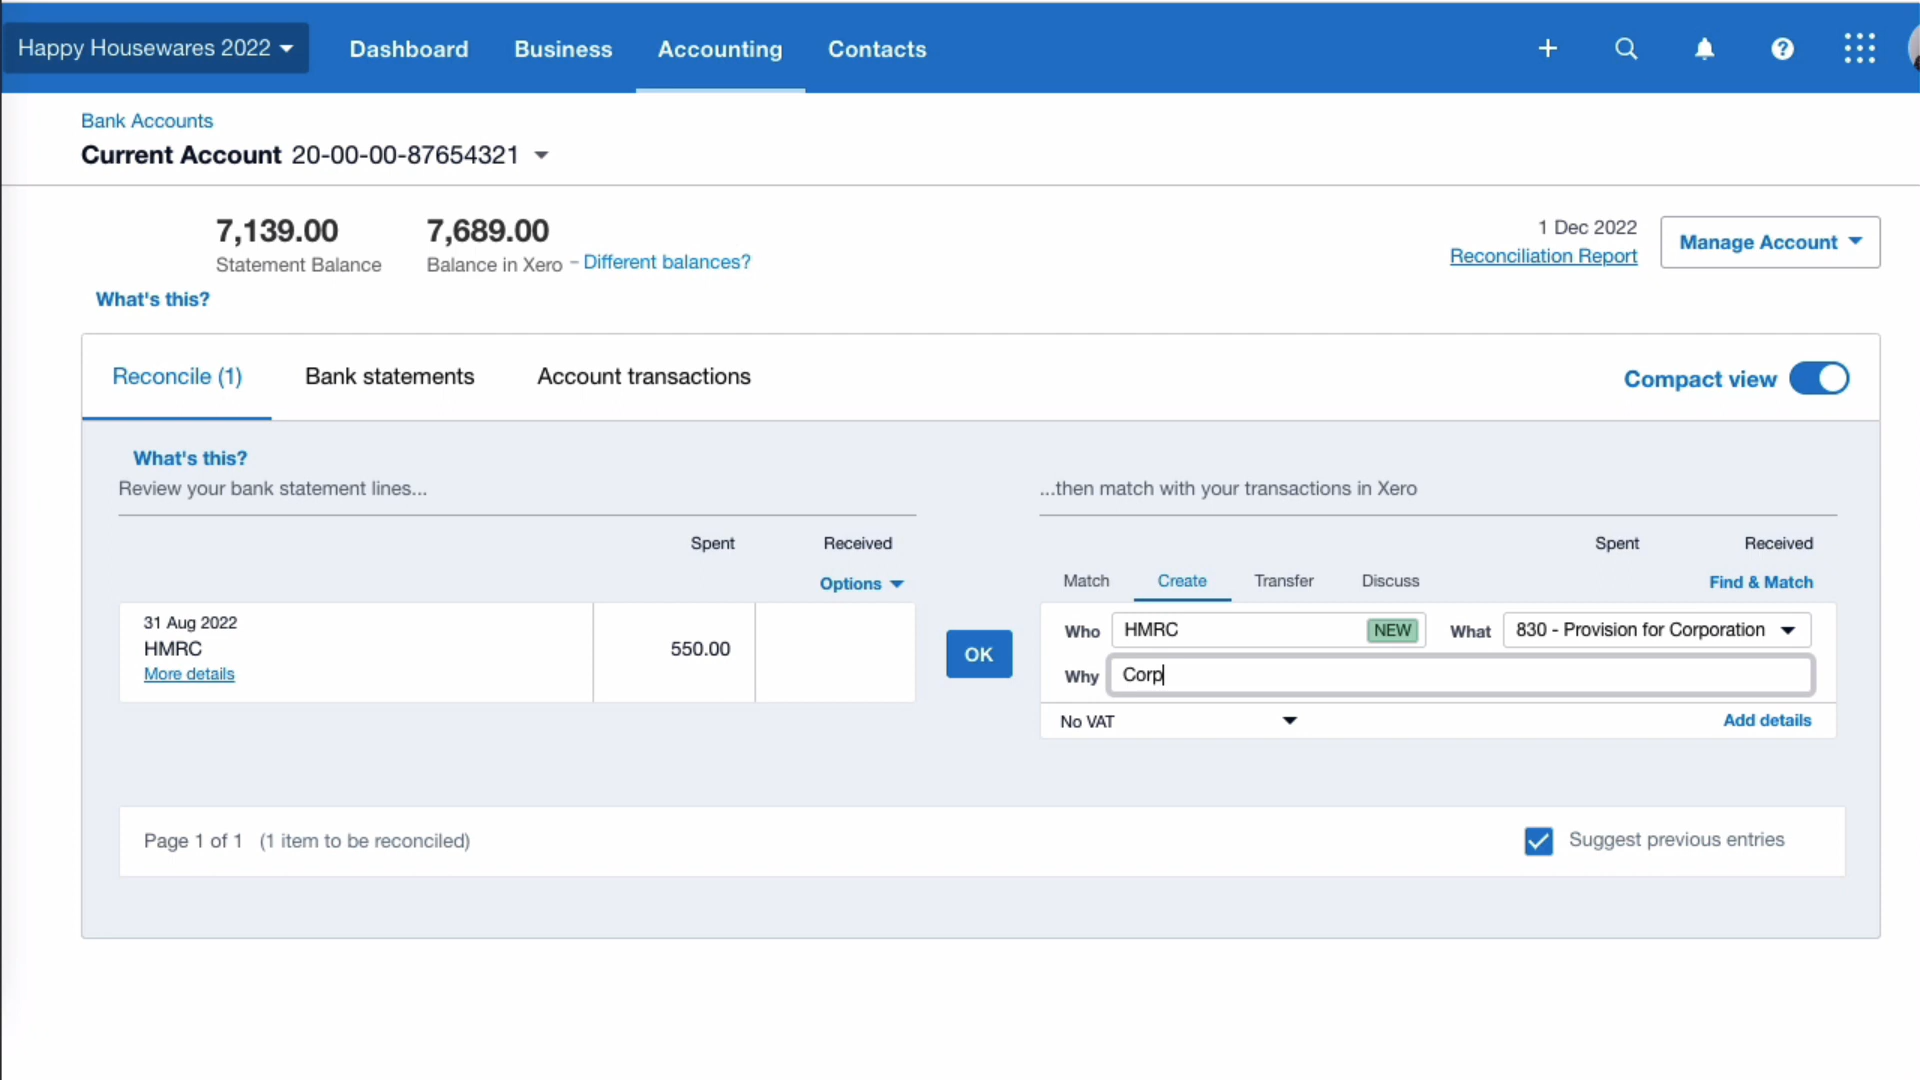 Happy Housewares 2022
Dashboard
Business
Accounting
Contacts
Bank Accounts
Current Account 20-00-00-87654321
7,139.00
Statement Balance
7,689.00
Balance in Xero - Different balances?
1 Dec 2022
Reconciliation Report
Manage Account
What's this?
Reconcile (1)
Bank statements
Account transactions
Compact view
What's this?
Review your bank statement lines...
...then match with your transactions in Xero
Spent
Received
Spent
Received
Options
Match
Create
Transfer
Discuss
Find & Match
31 Aug 2022
HMRC
More details
550.00
OK
Who HMRC NEW
What 830 - Provision for Corporation
Why Corp
No VAT
Add details
Page 1 of 1 (1 item to be reconciled)
Suggest previous entries